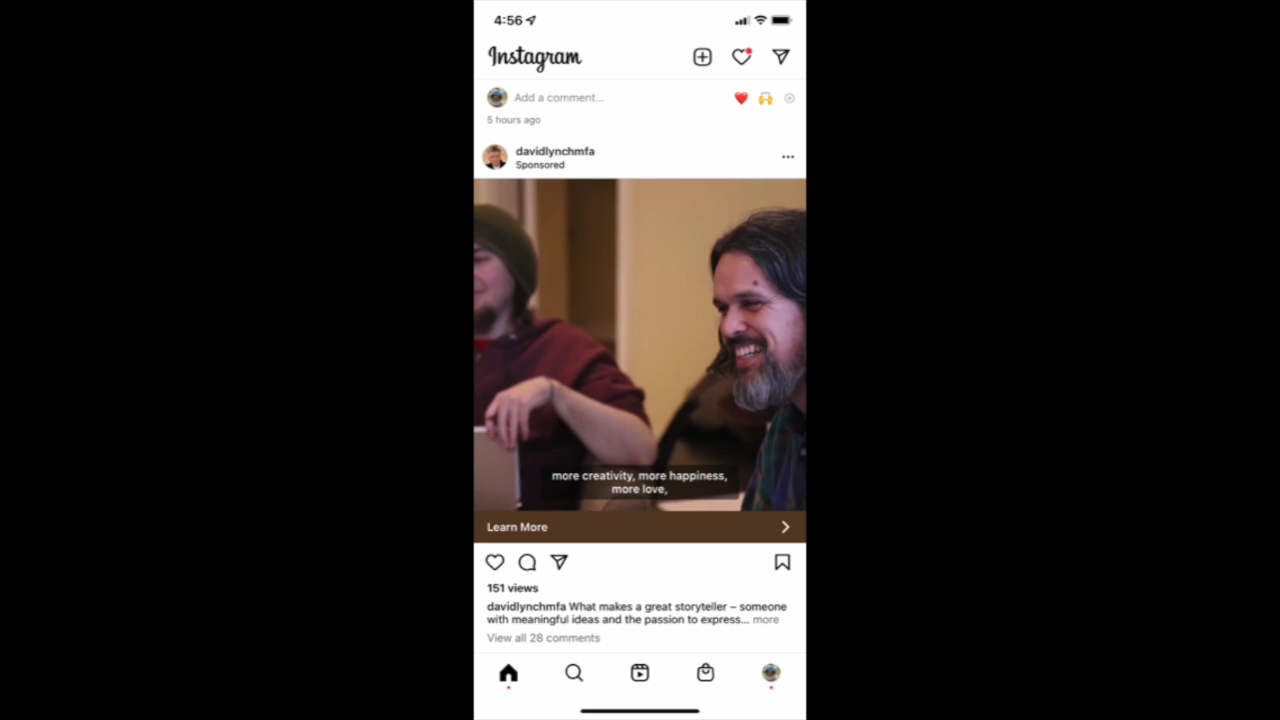 4:56
Instagram
Add a comment...
5 hours ago
davidlynchmfa
Sponsored
more creativity, more happiness,
more love,
Learn More
151 views
davidlynchmfa What makes a great storyteller – someone
with meaningful ideas and the passion to express... more
View all 28 comments